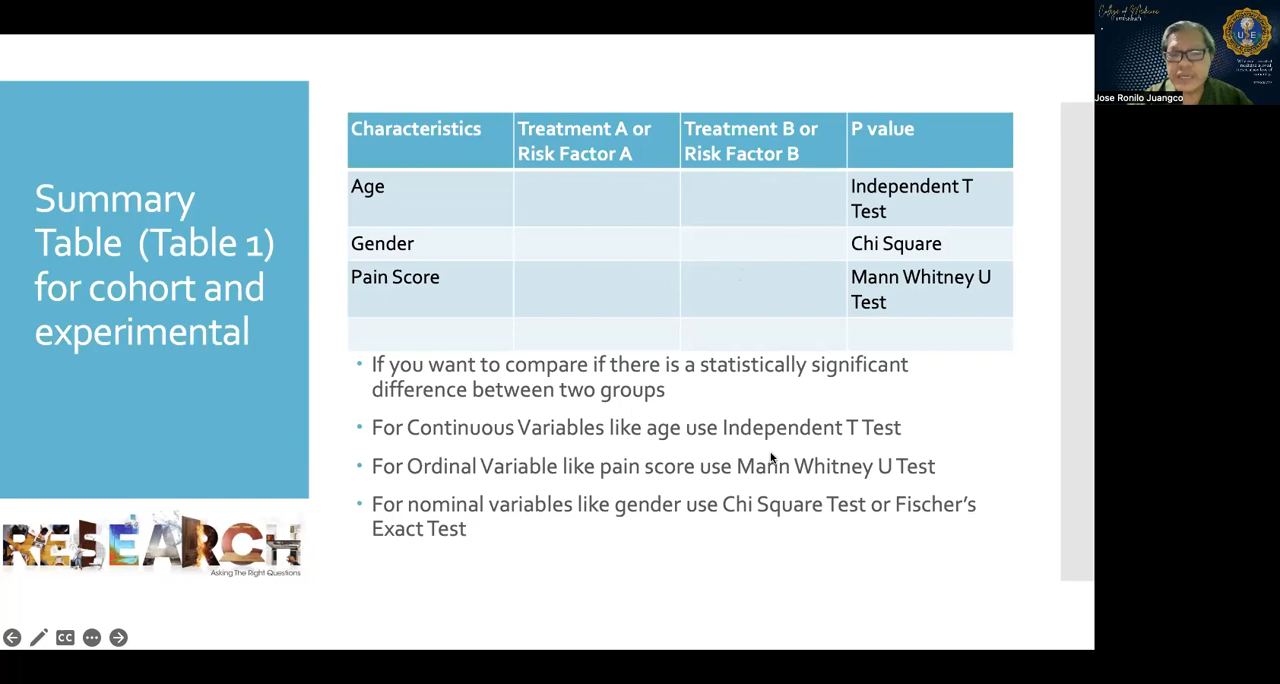 Summary
Table (Table 1)
for cohort and
experimental
RESEARCH
Asking The Right Questions
Characteristics
Treatment A or
Risk Factor A
Treatment B or
Risk Factor B
P value
Age
Independent T
Test
Gender
Chi Square
Pain Score
Mann Whitney U
Test
If you want to compare if there is a statistically significant
difference between two groups
For Continuous Variables like age use Independent T Test
For Ordinal Variable like pain score use Mann Whitney U Test
For nominal variables like gender use Chi Square Test or Fischer's
Exact Test
CC
College of Medicine
Jose Ronilo Juangco